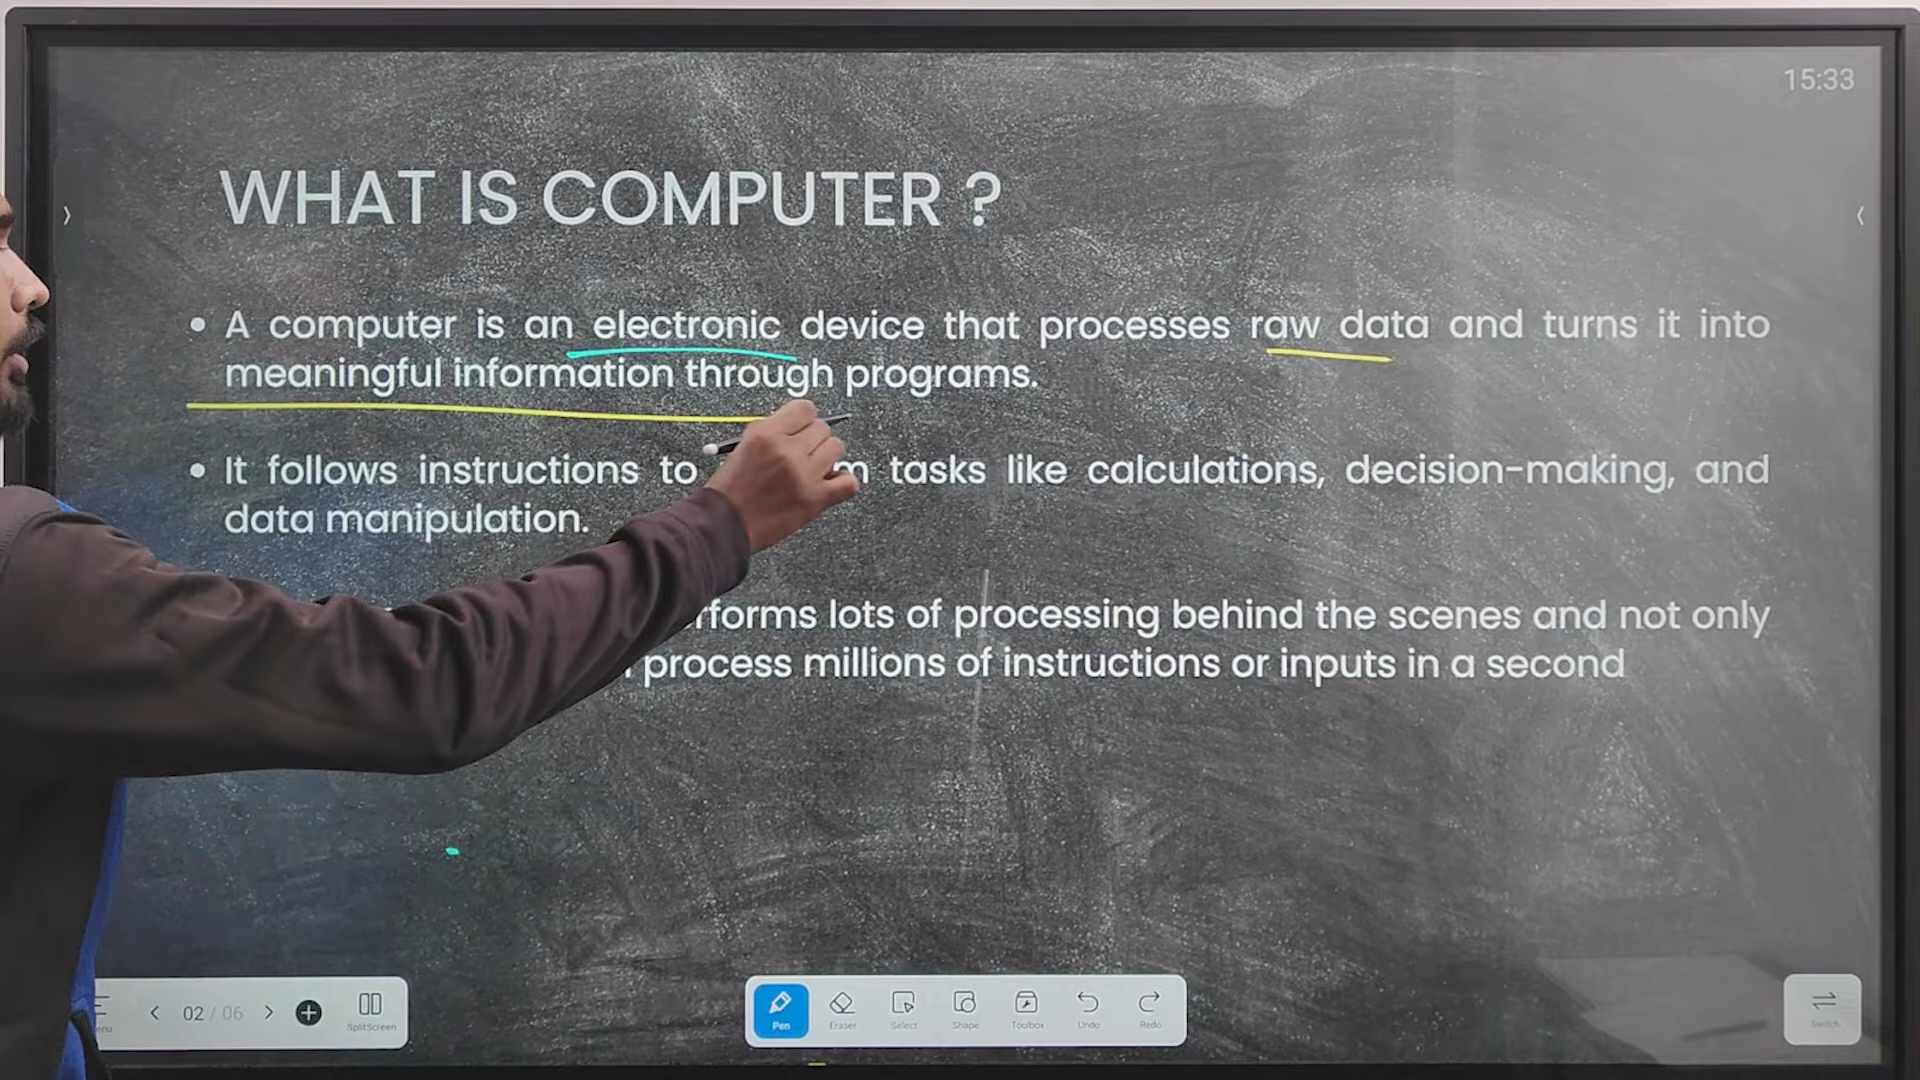 15:33
WHAT IS COMPUTER ?
• A computer is an electronic device that processes raw data and turns it into
meaningful information through programs.
• It follows instructions to tasks like calculations, decision-making, and
data manipulation.
lots of processing behind the scenes and not only
process millions of instructions or inputs in a second
02 / 06
SplitScreen
Pen
Eraser
Select
Shape
Toolbox
Undo
Redo
Switch